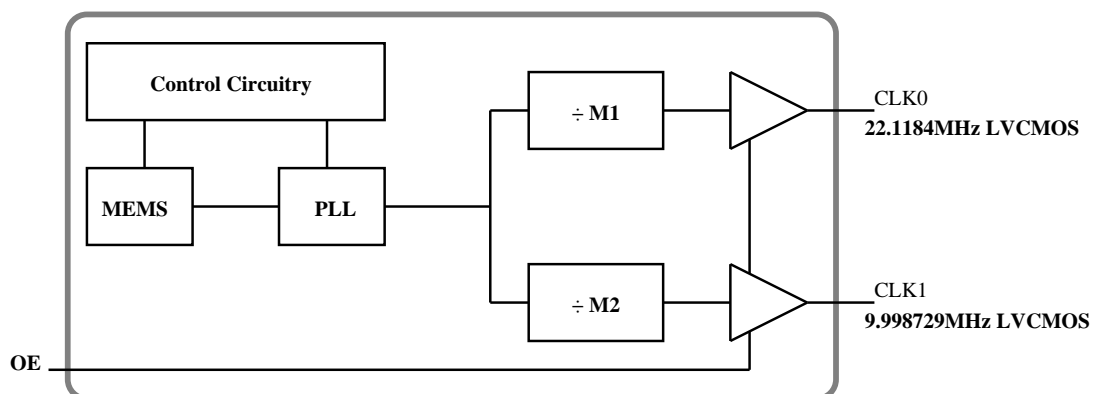 Control Circuitry
MEMS
PLL
÷ M1
÷ M2
CLK0
22.1184MHz LVCMOS
CLK1
9.998729MHz LVCMOS
OE